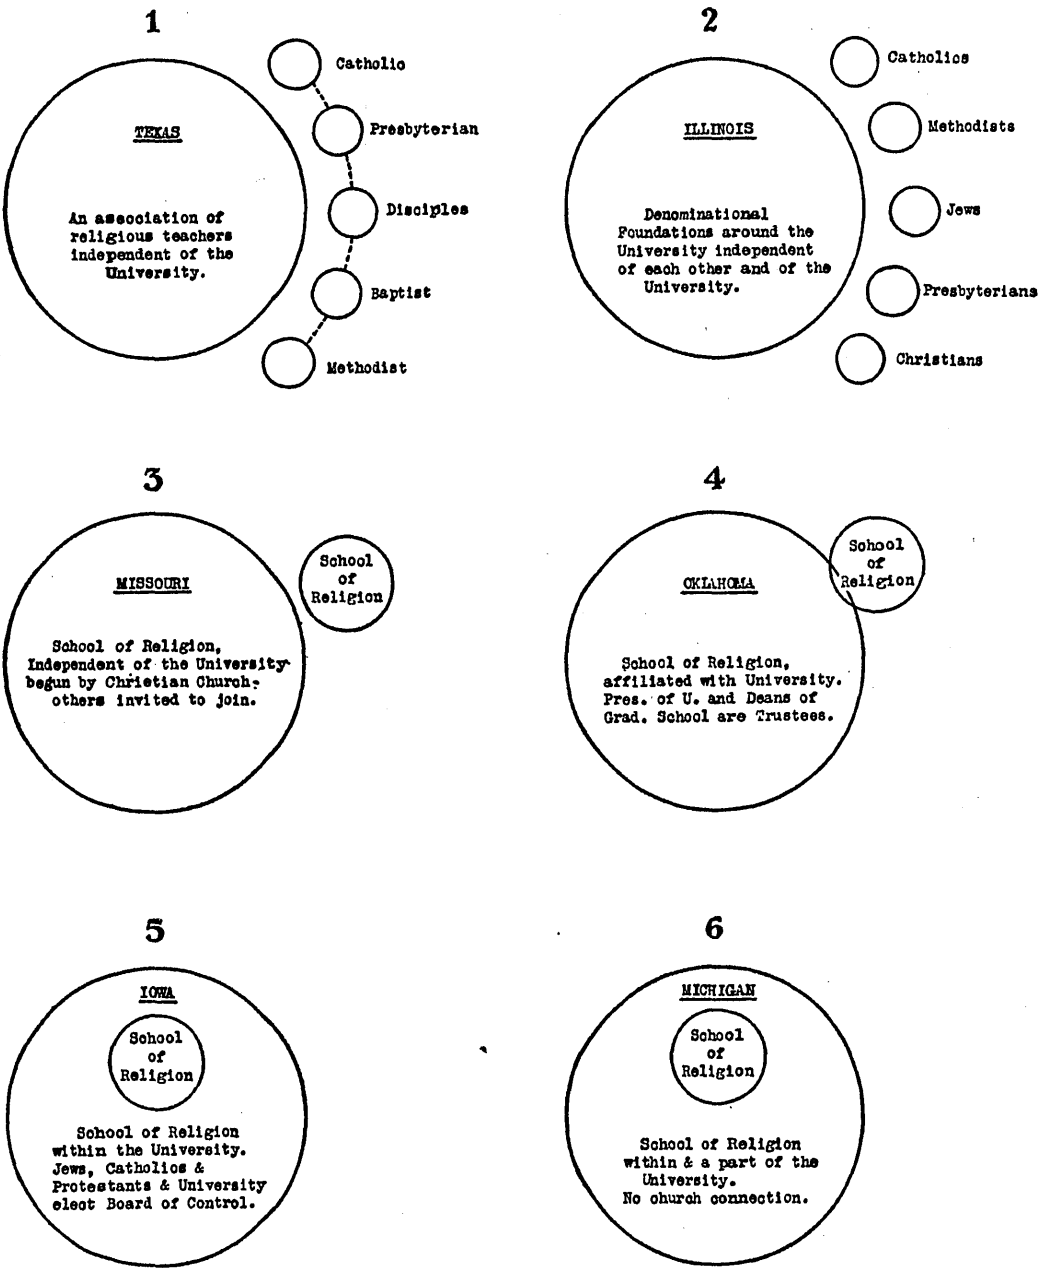 1
TEXAS
An association of
religious teachers
independent of the
University.
Catholic
Presbyterian
Disciples
Baptist
Methodist
2
ILLINOIS
Denominational
Foundations around the
University independent
of each other and of the
University.
Catholics
Methodists
Jews
Presbyterians
Christians
3
MISSOURI
School of Religion,
Independent of the University
begun by Christian Church;
others invited to join.
School
of
Religion
4
OKLAHOMA
School of Religion,
affiliated with University.
Pres. of U. and Deans of
Grad. School are Trustees.
School
of
Religion
5
IOWA
School
of
Religion
School of Religion
within the University.
Jews, Catholics &
Protestants & University
elect Board of Control.
6
MICHIGAN
School
of
Religion
School of Religion
within & a part of the
University.
No church connection.